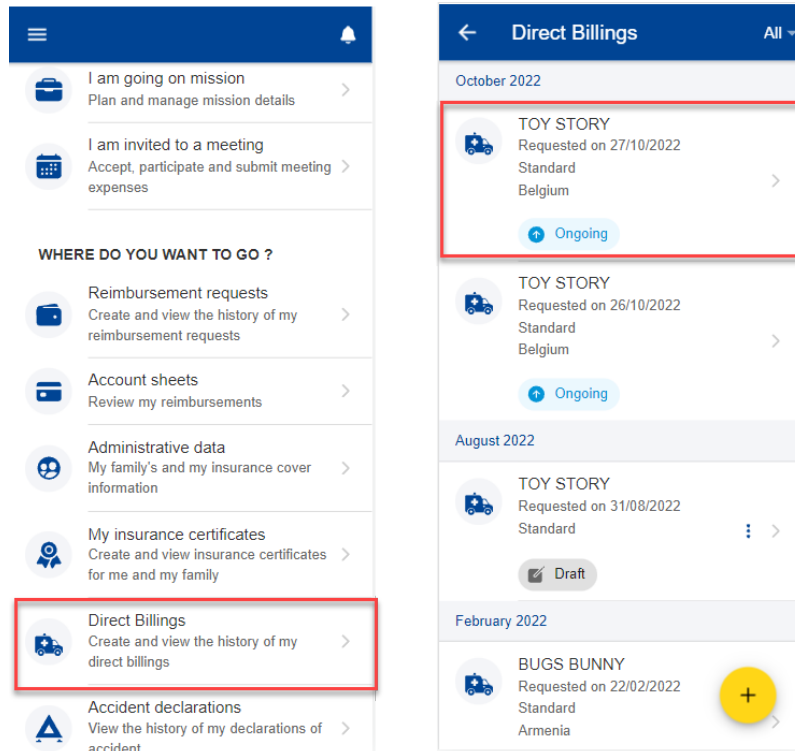 I am going on mission
Plan and manage mission details
I am invited to a meeting
Accept, participate and submit meeting
expenses
WHERE DO YOU WANT TO GO ?
Reimbursement requests
Create and view the history of my
reimbursement requests
Account sheets
Review my reimbursements
Administrative data
My family's and my insurance cover
information
My insurance certificates
Create and view insurance certificates
for me and my family
Direct Billings
Create and view the history of my
direct billings
Accident declarations
View the history of my declarations of
accident
Direct Billings
All
October 2022
TOY STORY
Requested on 27/10/2022
Standard
Belgium
Ongoing
TOY STORY
Requested on 26/10/2022
Standard
Belgium
Ongoing
August 2022
TOY STORY
Requested on 31/08/2022
Standard
Draft
February 2022
BUGS BUNNY
Requested on 22/02/2022
Standard
Armenia